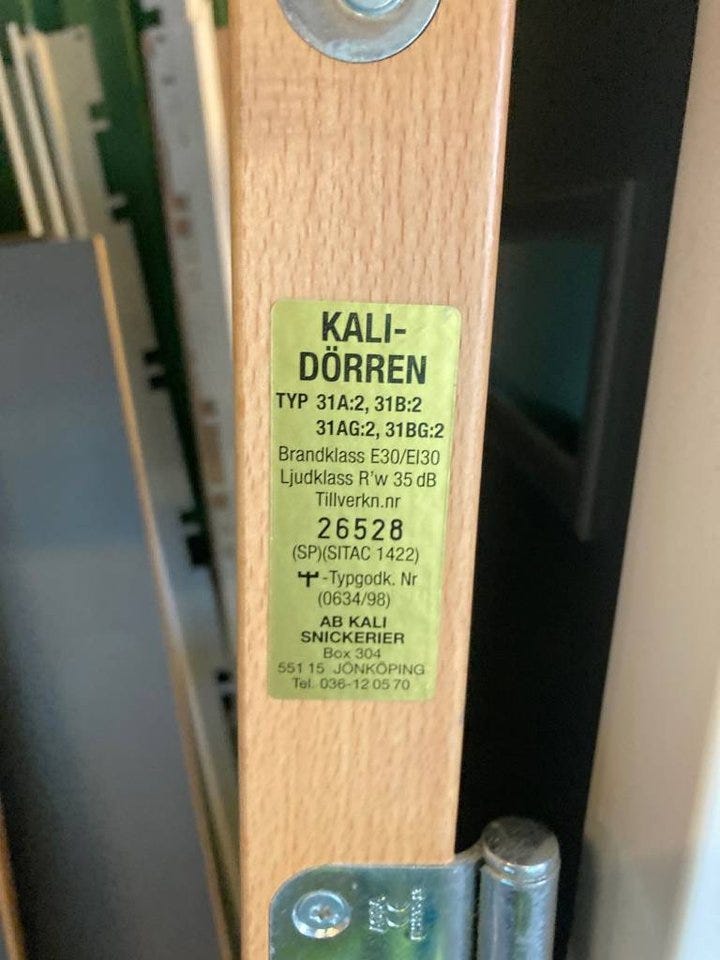 KALI-
DÖRREN
TYP 31A:2, 31B:2
31AG:2, 31BG:2
Brandklass E30/EI30
Ljudklass R'w 35 dB
Tillverkn.nr
26528
(SP)(SITAC 1422)
-Typgodk. Nr
(0634/98)
AB KALI
SNICKERIER
Box 304
551 15 JÖNKÖPING
Tel. 036-12 05 70
CE